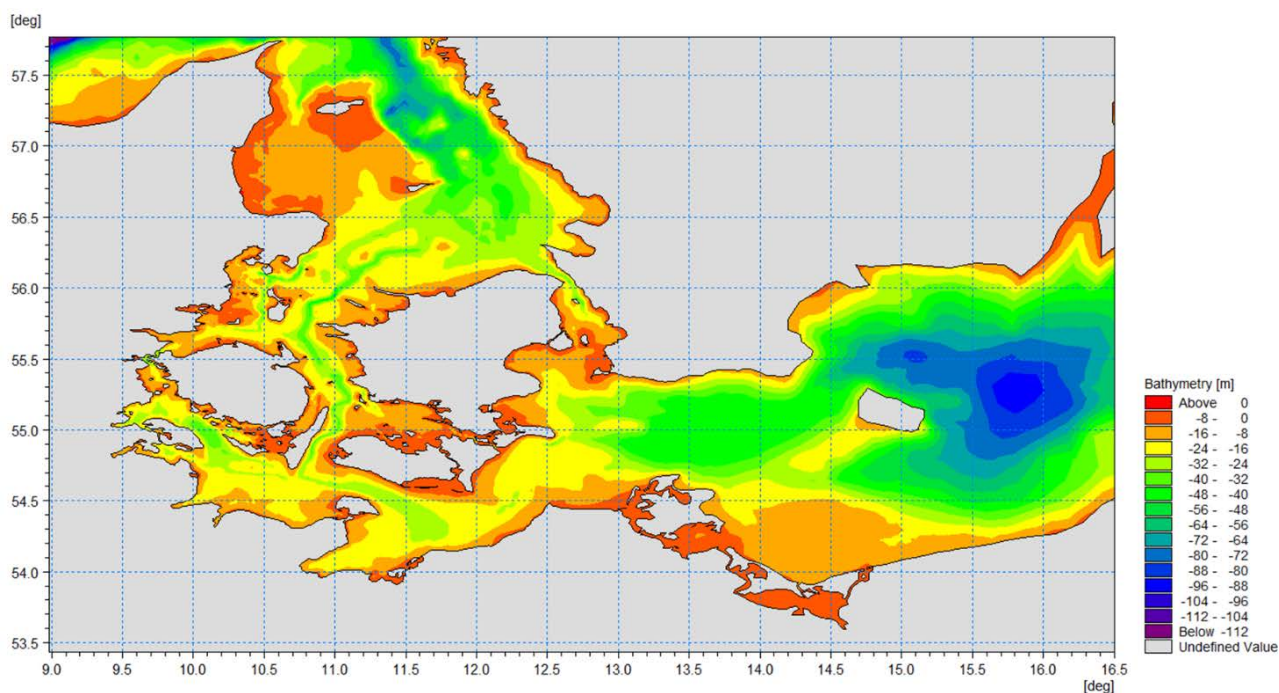 [deg]
57.5
57.0
56.5
56.0
55.5
55.0
54.5
54.0
53.5
9.0 9.5 10.0 10.5 11.0 11.5 12.0 12.5 13.0 13.5 14.0 14.5 15.0 15.5 16.0 16.5
[deg]
Bathymetry [m]
Above 0
-8 - 0
-16 - -8
-24 - -16
-32 - -24
-40 - -32
-48 - -40
-56 - -48
-64 - -56
-72 - -64
-80 - -72
-88 - -80
-96 - -88
-104 - -96
-112 - -104
Below -112
Undefined Value